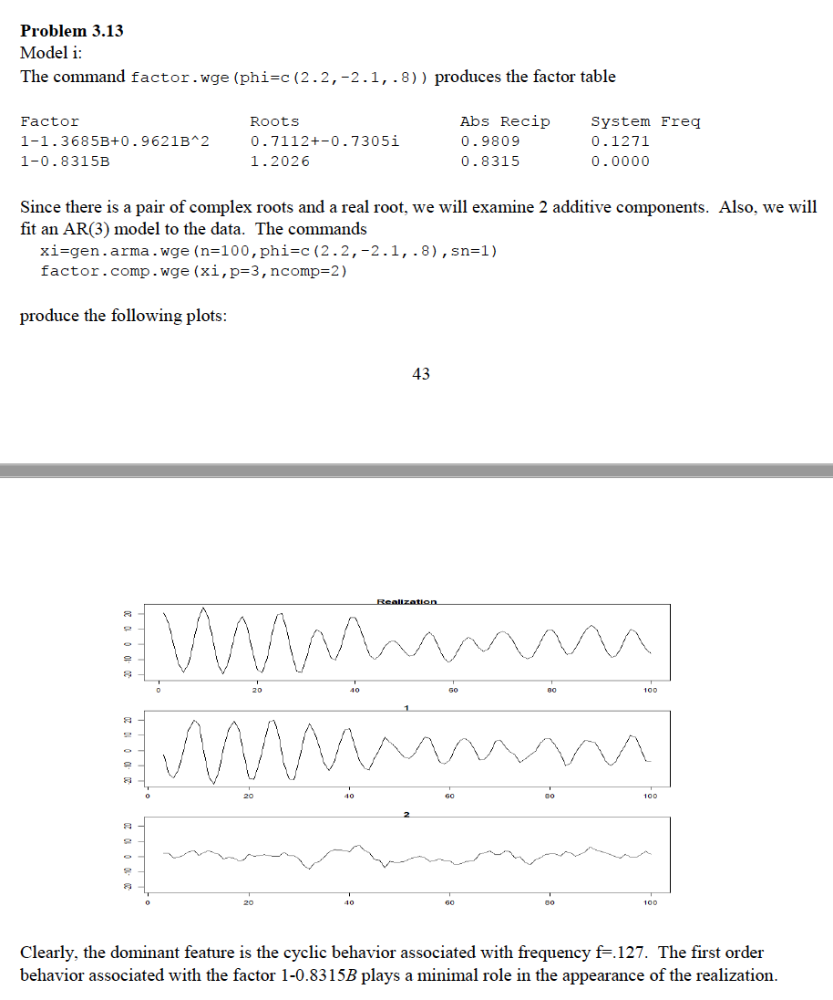 Problem 3.13
Model i:
The command factor.wge(phi=c(2.2,-2.1,.8)) produces the factor table
Factor Roots Abs Recip System Freq
1-1.3685B+0.9621B^2 0.7112+-0.7305i 0.9809 0.1271
1-0.8315B 1.2026 0.8315 0.0000
Since there is a pair of complex roots and a real root, we will examine 2 additive components. Also, we will
fit an AR(3) model to the data. The commands
xi=gen.arma.wge(n=100,phi=c(2.2,-2.1,.8),sn=1)
factor.comp.wge(xi,p=3,ncomp=2)
produce the following plots:
43
Realization
20
10
0
-10
-20
0 20 40 60 80 100
1
20
10
0
-10
-20
0 20 40 60 80 100
2
20
10
0
-10
-20
0 20 40 60 80 100
Clearly, the dominant feature is the cyclic behavior associated with frequency f=.127. The first order
behavior associated with the factor 1-0.8315B plays a minimal role in the appearance of the realization.